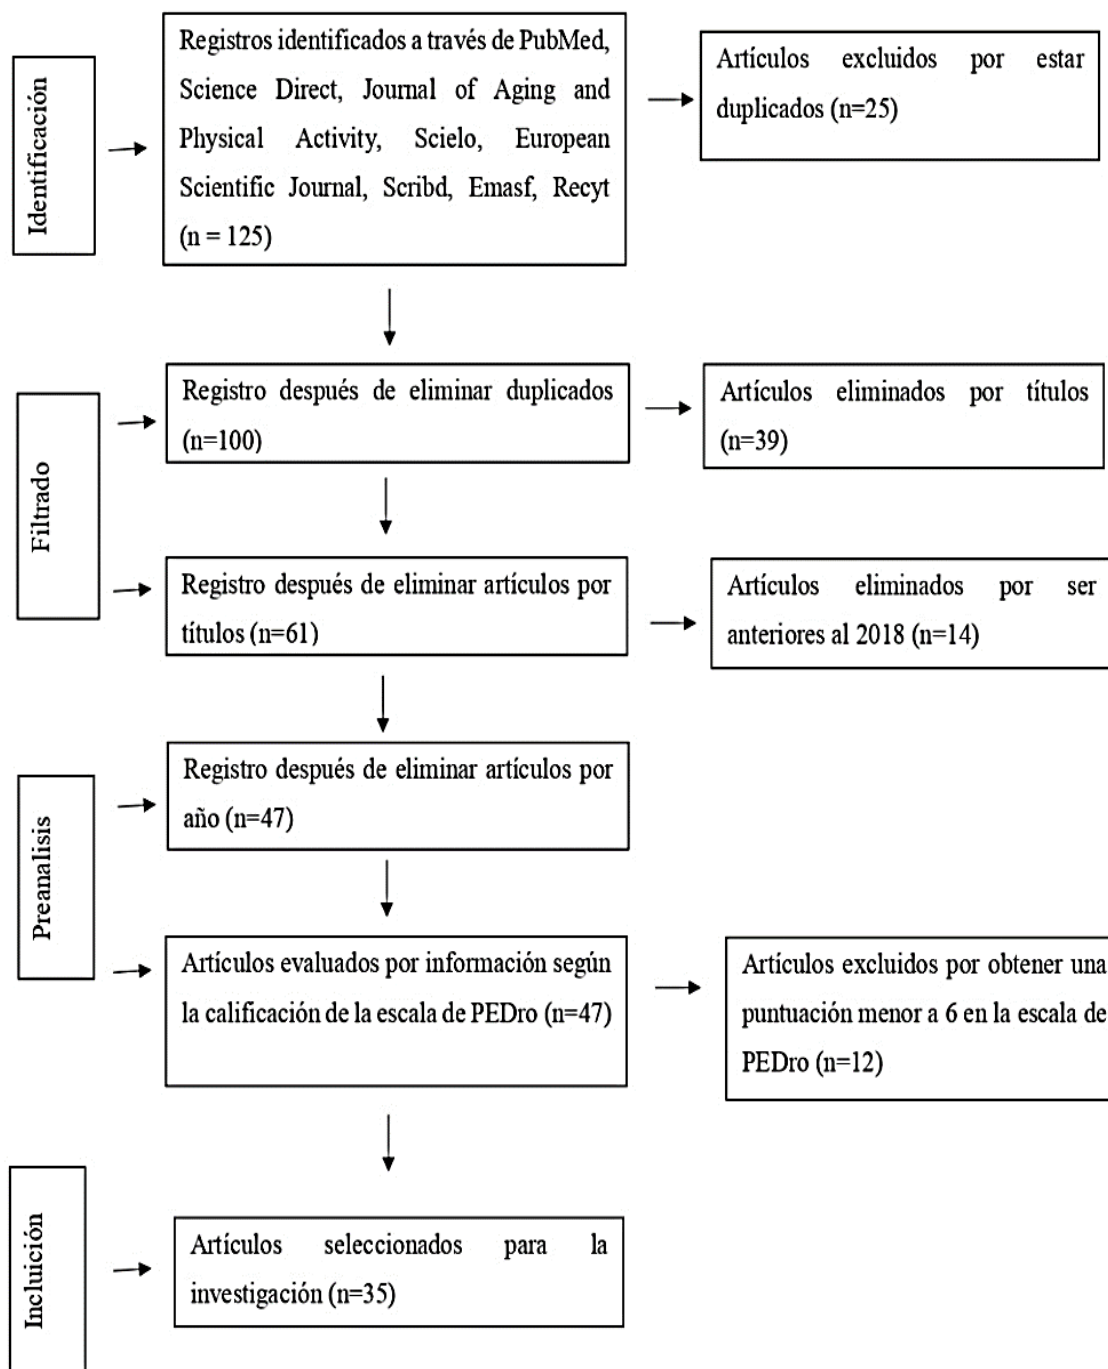 Identificación
Registros identificados a través de PubMed,
Science Direct, Journal of Aging and
Physical Activity, Scielo, European
Scientific Journal, Scribd, Emasf, Recyt
(n = 125)
Artículos excluidos por estar
duplicados (n=25)
Filtrado
Registro después de eliminar duplicados
(n=100)
Artículos eliminados por títulos
(n=39)
Registro después de eliminar artículos por
títulos (n=61)
Artículos eliminados por ser
anteriores al 2018 (n=14)
Preanalisis
Registro después de eliminar artículos por
año (n=47)
Artículos evaluados por información según
la calificación de la escala de PEDro (n=47)
Artículos excluidos por obtener una
puntuación menor a 6 en la escala de
PEDro (n=12)
Incluición
Artículos seleccionados para la
investigación (n=35)